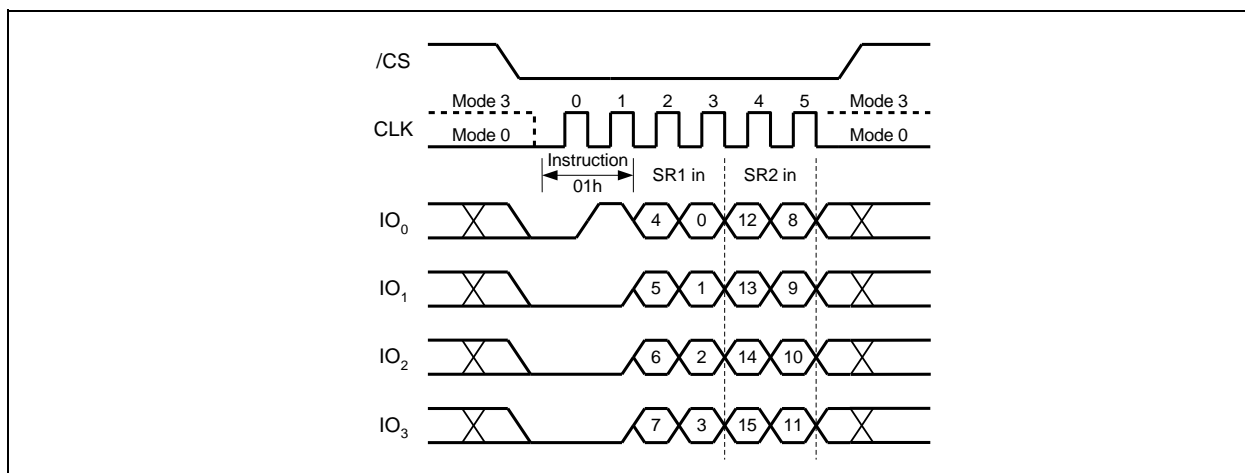 /CS
Mode 3 0 1 2 3 4 5 Mode 3
CLK Mode 0 Mode 0
Instruction
01h SR1 in SR2 in
IO0 4 0 12 8
IO1 5 1 13 9
IO2 6 2 14 10
IO3 7 3 15 11